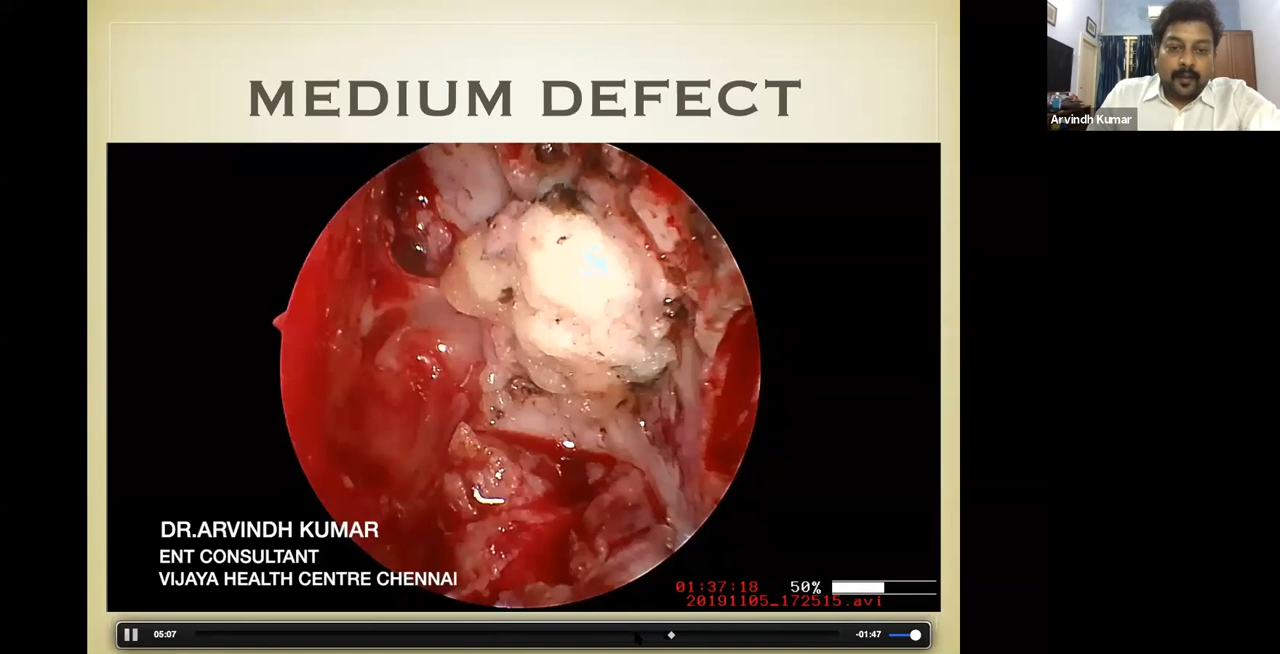 MEDIUM DEFECT
Arvindh Kumar
DR.ARVINDH KUMAR
ENT CONSULTANT
VIJAYA HEALTH CENTRE CHENNAI
01:37:18 50%
20191105_172515.avi
05:07 -01:47